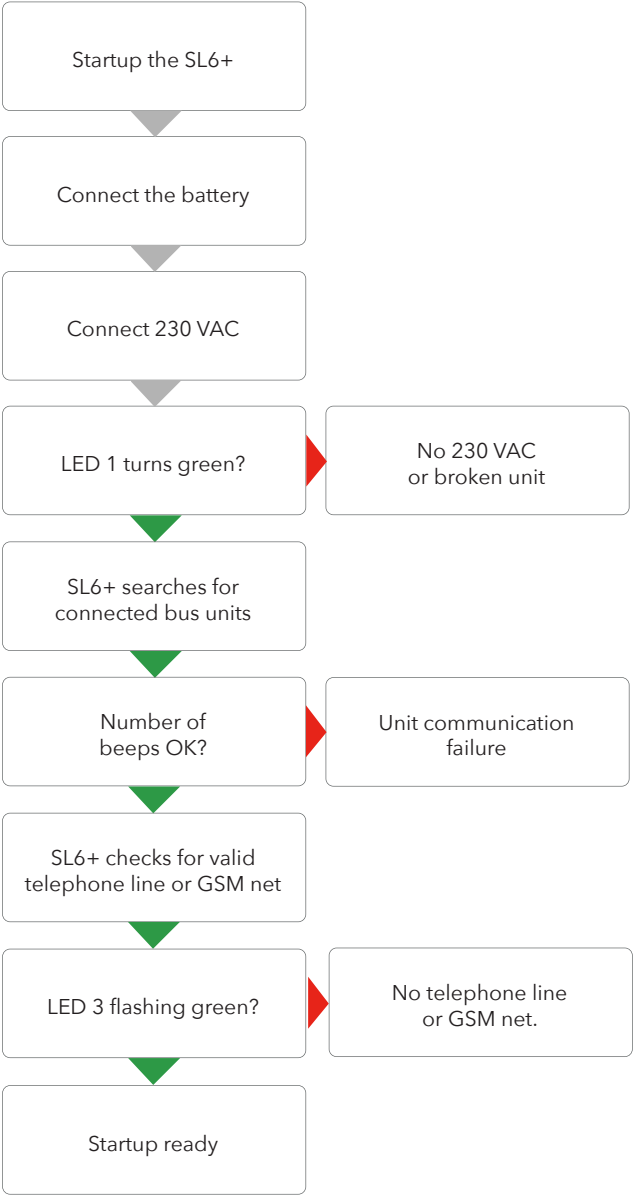 Startup the SL6+
Connect the battery
Connect 230 VAC
LED 1 turns green?
No 230 VAC
or broken unit
SL6+ searches for
connected bus units
Number of
beeps OK?
Unit communication
failure
SL6+ checks for valid
telephone line or GSM net
LED 3 flashing green?
No telephone line
or GSM net.
Startup ready